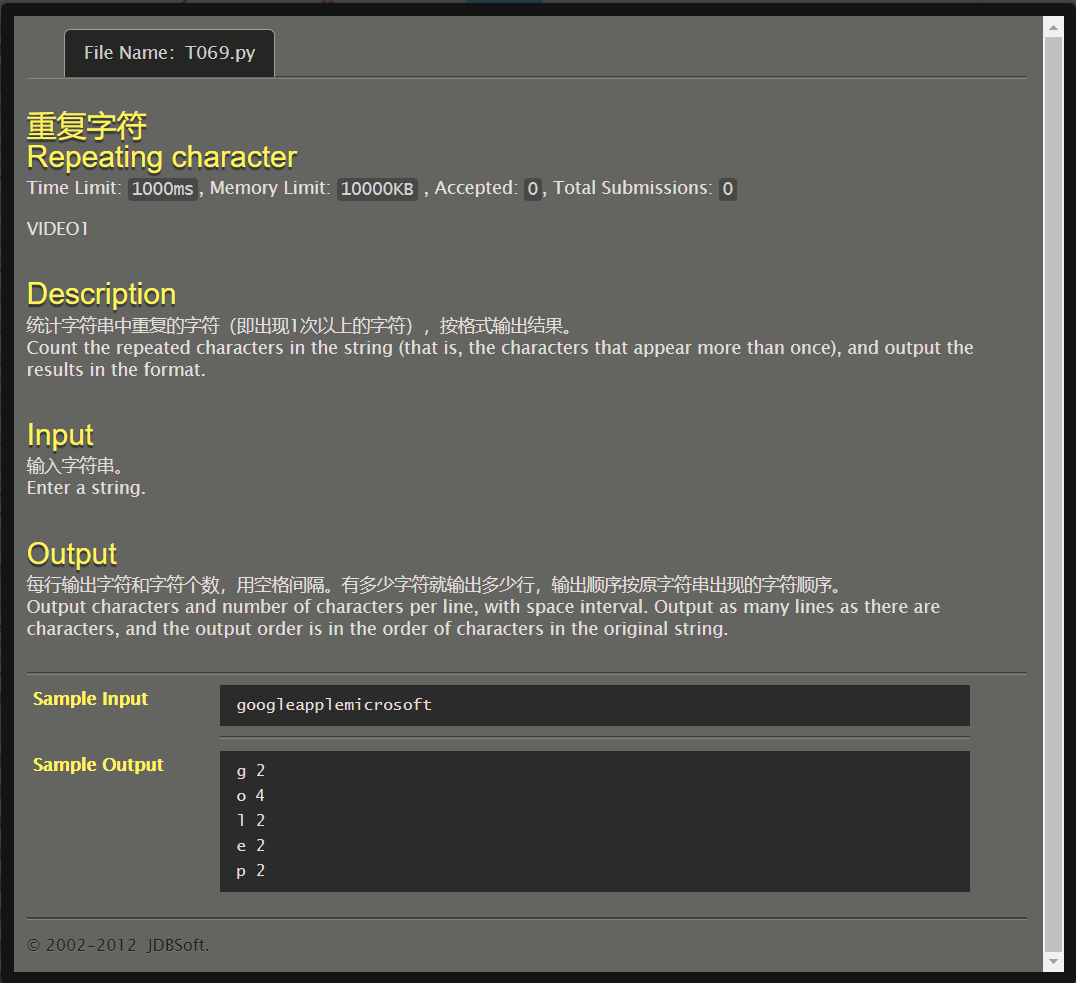 File Name: T069.py
重复字符
Repeating character
Time Limit: 1000ms, Memory Limit: 10000KB , Accepted: 0, Total Submissions: 0
VIDEO1
Description
统计字符串中重复的字符（即出现1次以上的字符），按格式输出结果。
Count the repeated characters in the string (that is, the characters that appear more than once), and output the
results in the format.
Input
输入字符串。
Enter a string.
Output
每行输出字符和字符个数，用空格间隔。有多少字符就输出多少行，输出顺序按原字符串出现的字符顺序。
Output characters and number of characters per line, with space interval. Output as many lines as there are
characters, and the output order is in the order of characters in the original string.
Sample Input
googleapplemicrosoft
Sample Output
g 2
o 4
l 2
e 2
p 2
© 2002-2012 JDBSoft.